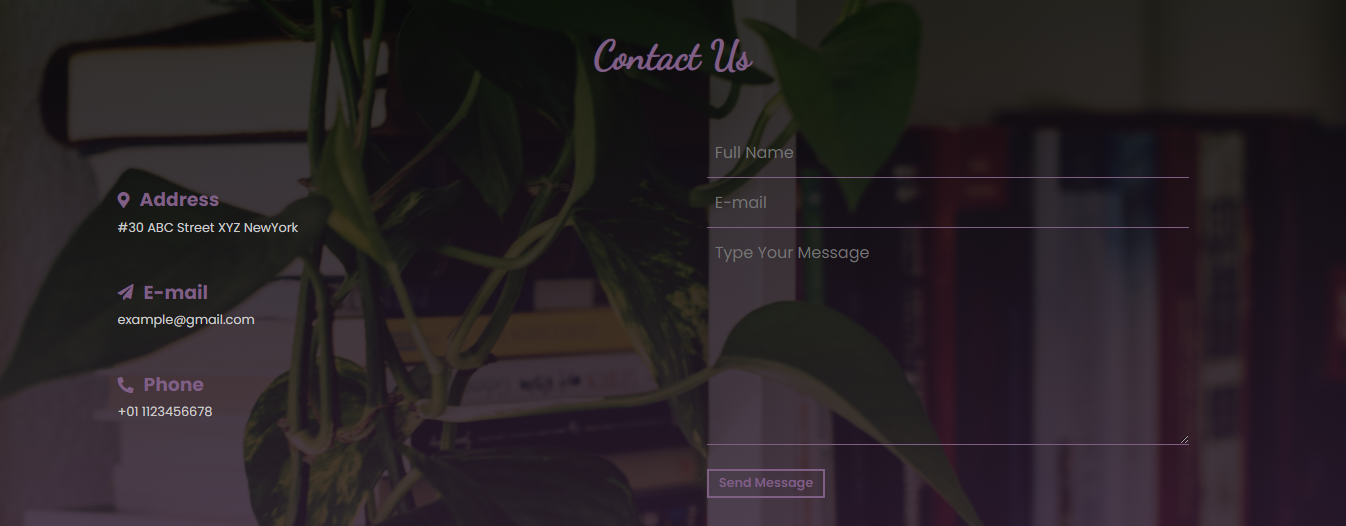 Contact Us
Address
#30 ABC Street XYZ NewYork
E-mail
example@gmail.com
Phone
+01 1123456678
Full Name
E-mail
Type Your Message
Send Message